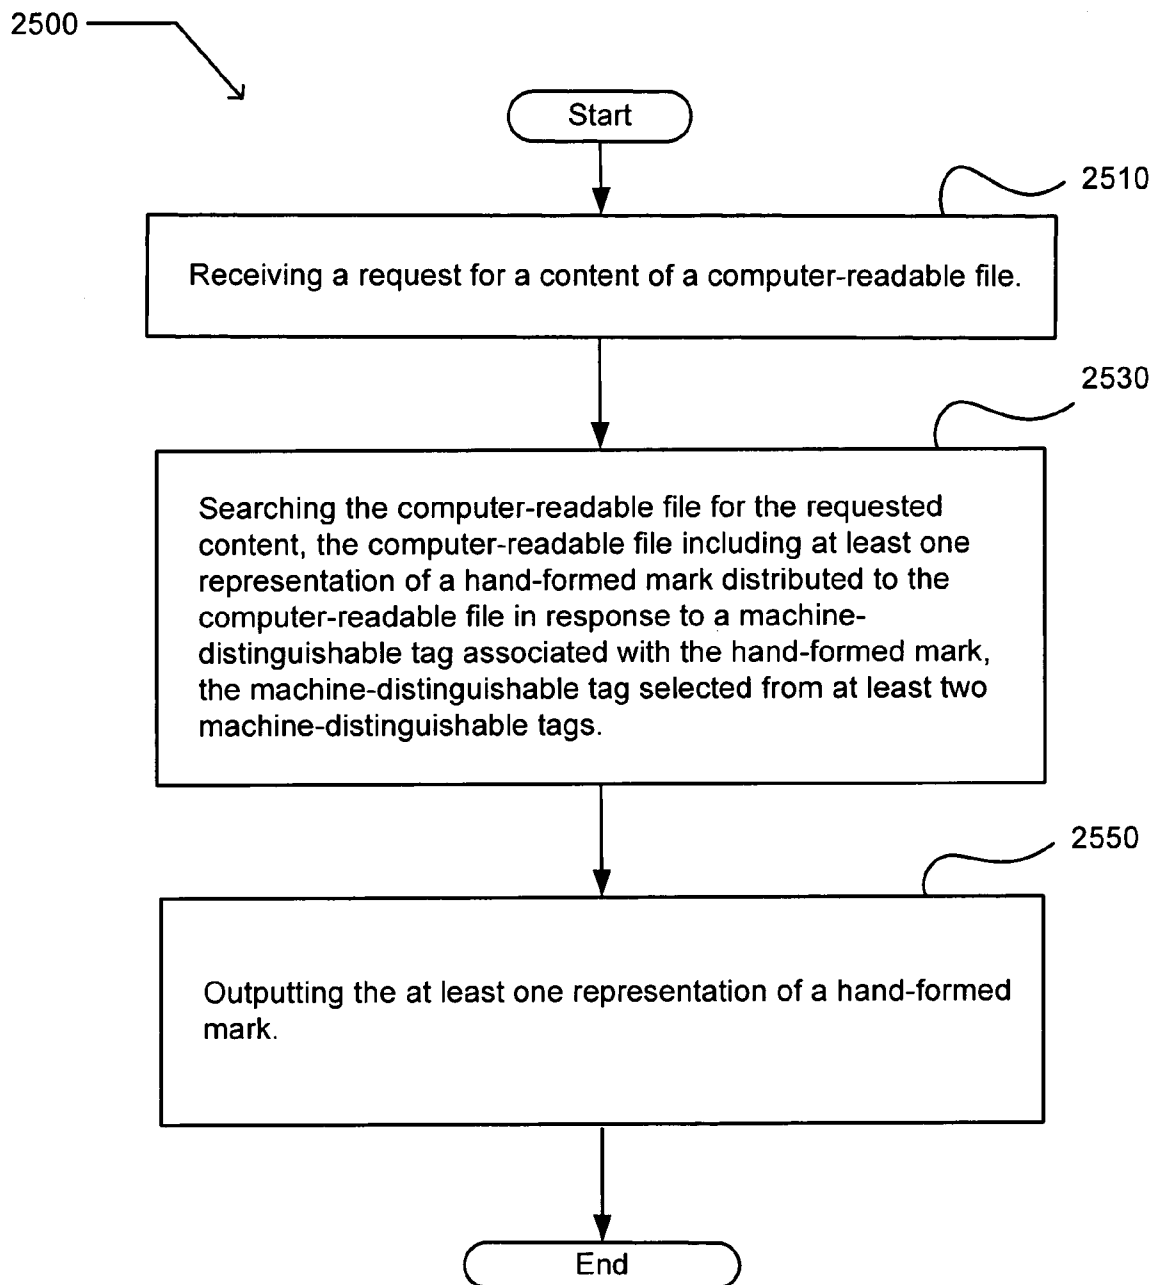 2500
Start
2510
Receiving a request for a content of a computer-readable file.
2530
Searching the computer-readable file for the requested
content, the computer-readable file including at least one
representation of a hand-formed mark distributed to the
computer-readable file in response to a machine-
distinguishable tag associated with the hand-formed mark,
the machine-distinguishable tag selected from at least two
machine-distinguishable tags.
2550
Outputting the at least one representation of a hand-formed
mark.
End